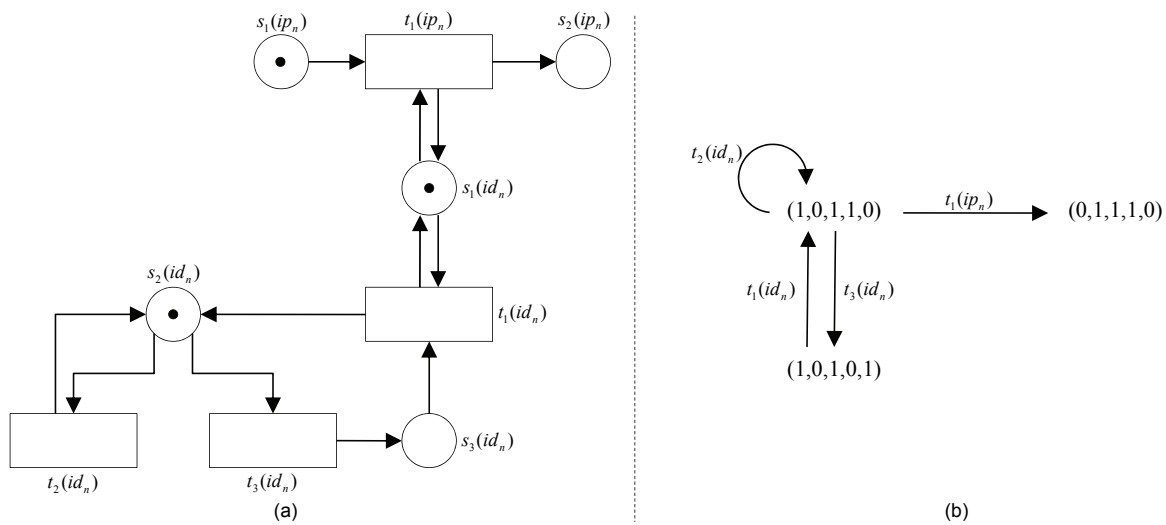 s₁(ipₙ)
t₁(ipₙ)
s₂(ipₙ)
s₁(idₙ)
s₂(idₙ)
t₁(idₙ)
s₃(idₙ)
t₂(idₙ)
t₃(idₙ)
(a)
t₂(idₙ)
(1,0,1,1,0)
t₁(ipₙ)
(0,1,1,1,0)
t₁(idₙ)
t₃(idₙ)
(1,0,1,0,1)
(b)